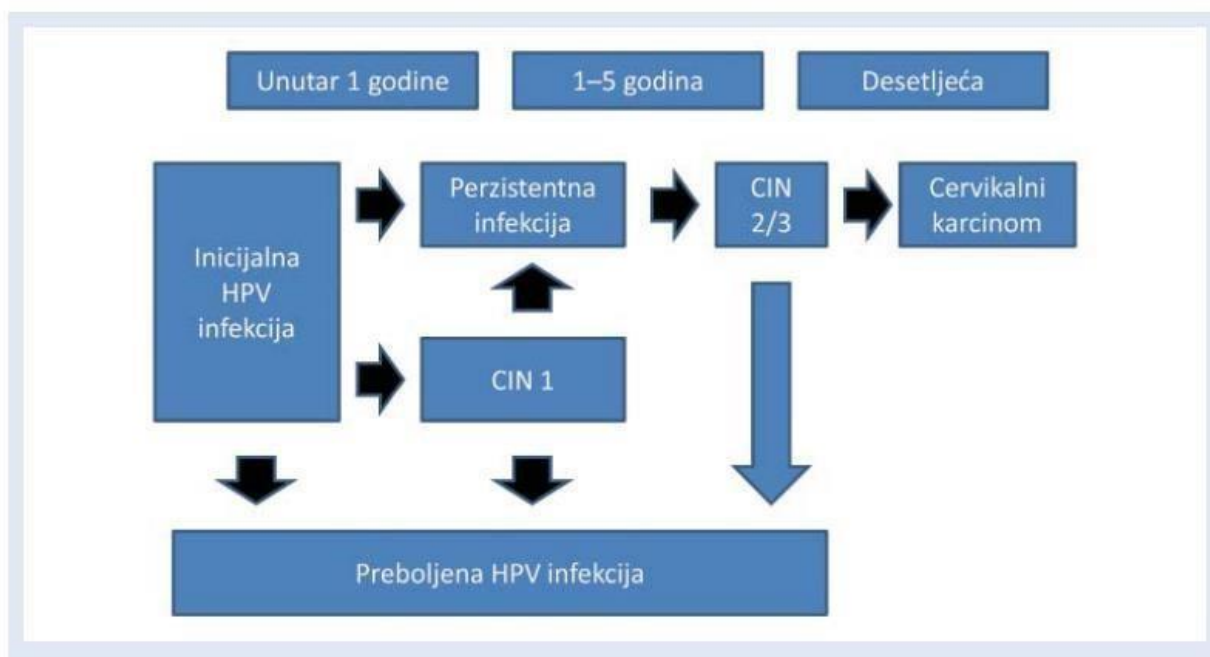 Unutar 1 godine
1–5 godina
Desetljeća
Inicijalna
HPV
infekcija
Perzistentna
infekcija
CIN
2/3
Cervikalni
karcinom
CIN 1
Preboljena HPV infekcija